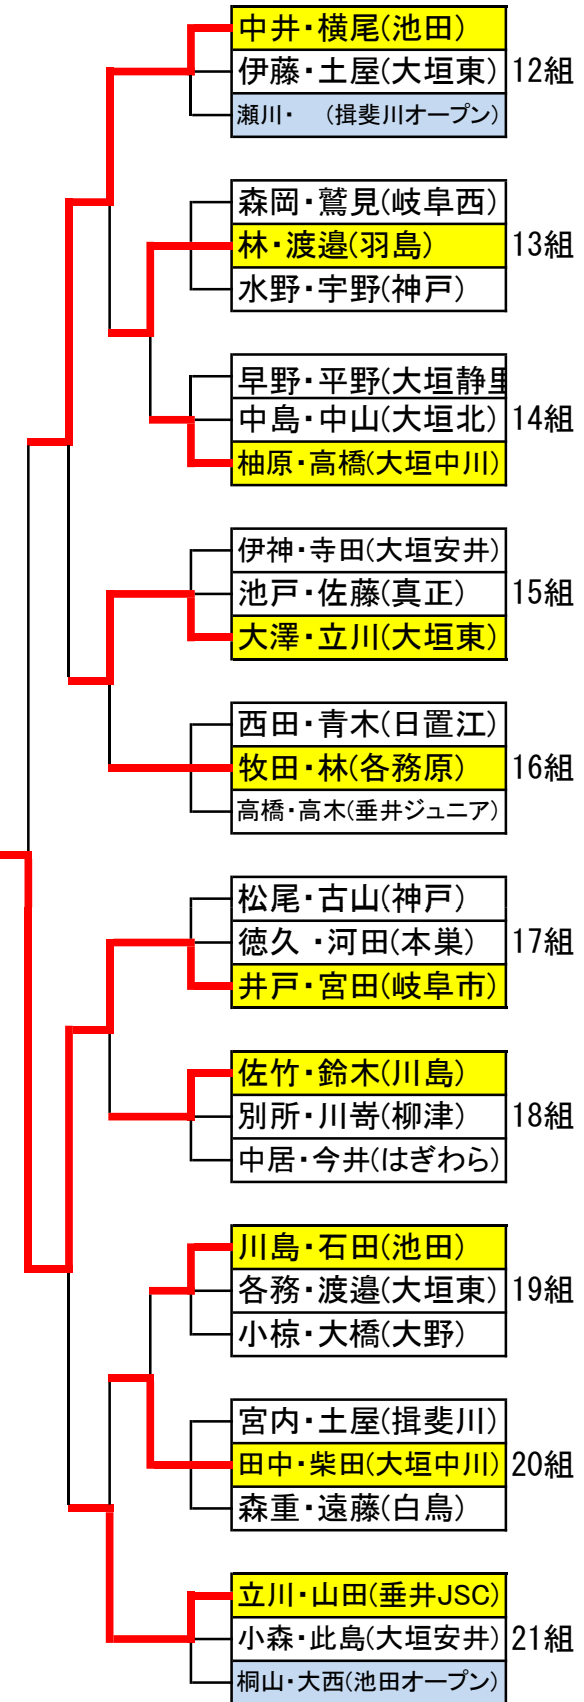 中井・横尾(池田)
伊藤・土屋(大垣東) 12組
瀬川・　(揖斐川オープン)
森岡・鷲見(岐阜西)
林・渡邉(羽島) 13組
水野・宇野(神戸)
早野・平野(大垣静里
中島・中山(大垣北) 14組
柚原・高橋(大垣中川)
伊神・寺田(大垣安井)
池戸・佐藤(真正) 15組
大澤・立川(大垣東)
西田・青木(日置江)
牧田・林(各務原) 16組
高橋・高木(垂井ジュニア)
松尾・古山(神戸)
徳久 ・河田(本巣) 17組
井戸・宮田(岐阜市)
佐竹・鈴木(川島)
別所・川嵜(柳津) 18組
中居・今井(はぎわら)
川島・石田(池田)
各務・渡邉(大垣東) 19組
小椋・大橋(大野)
宮内・土屋(揖斐川)
田中・柴田(大垣中川) 20組
森重・遠藤(白鳥)
立川・山田(垂井JSC)
小森・此島(大垣安井) 21組
桐山・大西(池田オープン)